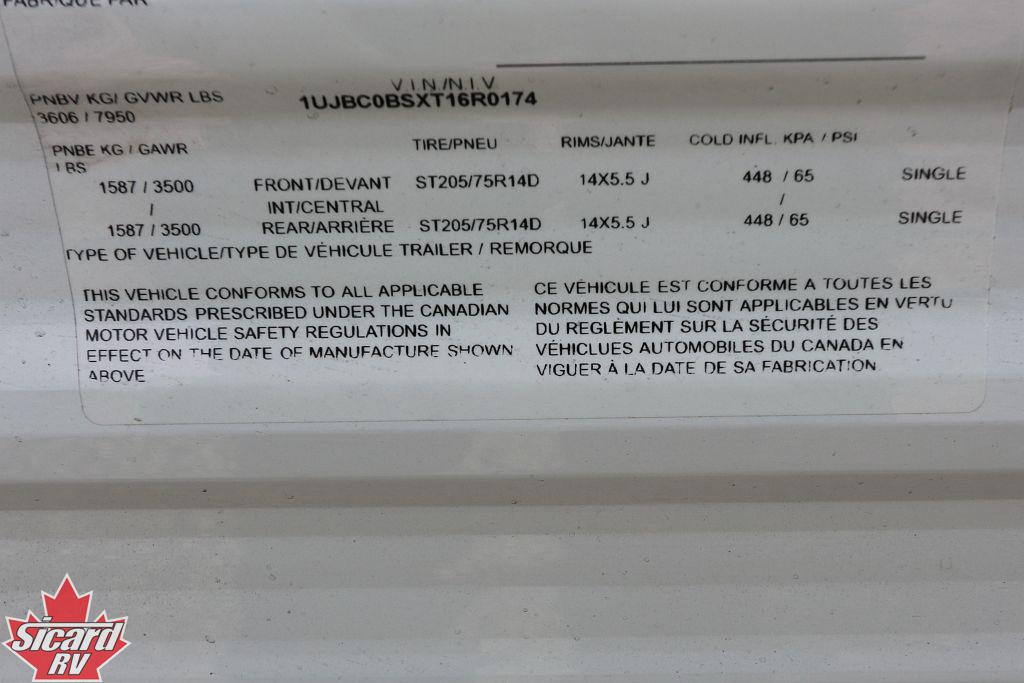 FABRIQUÉ PAR
V.I.N./N.I.V
1UJBC0BSXT16R0174
PNBV KG/ GVWR LBS
3606 / 7950
PNBE KG / GAWR TIRE/PNEU RIMS/JANTE COLD INFL. KPA / PSI
/ LBS
1587 / 3500 FRONT/DEVANT ST205/75R14D 14X5.5 J 448 / 65 SINGLE
/ INT/CENTRAL /
1587 / 3500 REAR/ARRIÈRE ST205/75R14D 14X5.5 J 448 / 65 SINGLE
TYPE OF VEHICLE/TYPE DE VÉHICULE TRAILER / REMORQUE
THIS VEHICLE CONFORMS TO ALL APPLICABLE
STANDARDS PRESCRIBED UNDER THE CANADIAN
MOTOR VEHICLE SAFETY REGULATIONS IN
EFFECT ON THE DATE OF MANUFACTURE SHOWN
ABOVE
CE VÉHICULE EST CONFORME A TOUTES LES
NORMES QUI LUI SONT APPLICABLES EN VERTU
DU REGLÈMENT SUR LA SÉCURITÉ DES
VÉHICLUES AUTOMOBILES DU CANADA EN
VIGUER À LA DATE DE SA FABRICATION.
Sicard
RV